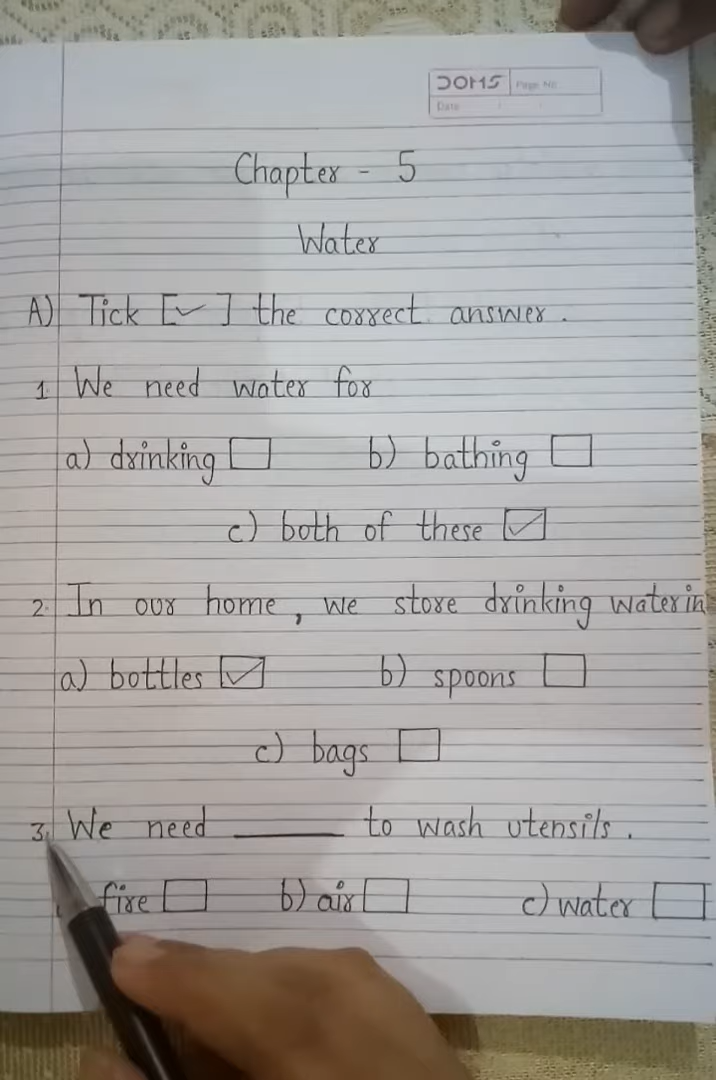 DOMS Page No
Date
Chapter - 5
Water
A) Tick [✓] the correct answer.
1. We need water for
a) drinking b) bathing
c) both of these ✓
2. In our home, we store drinking water in
a) bottles ✓ b) spoons
c) bags
3. We need ______ to wash utensils.
fire b) air c) water